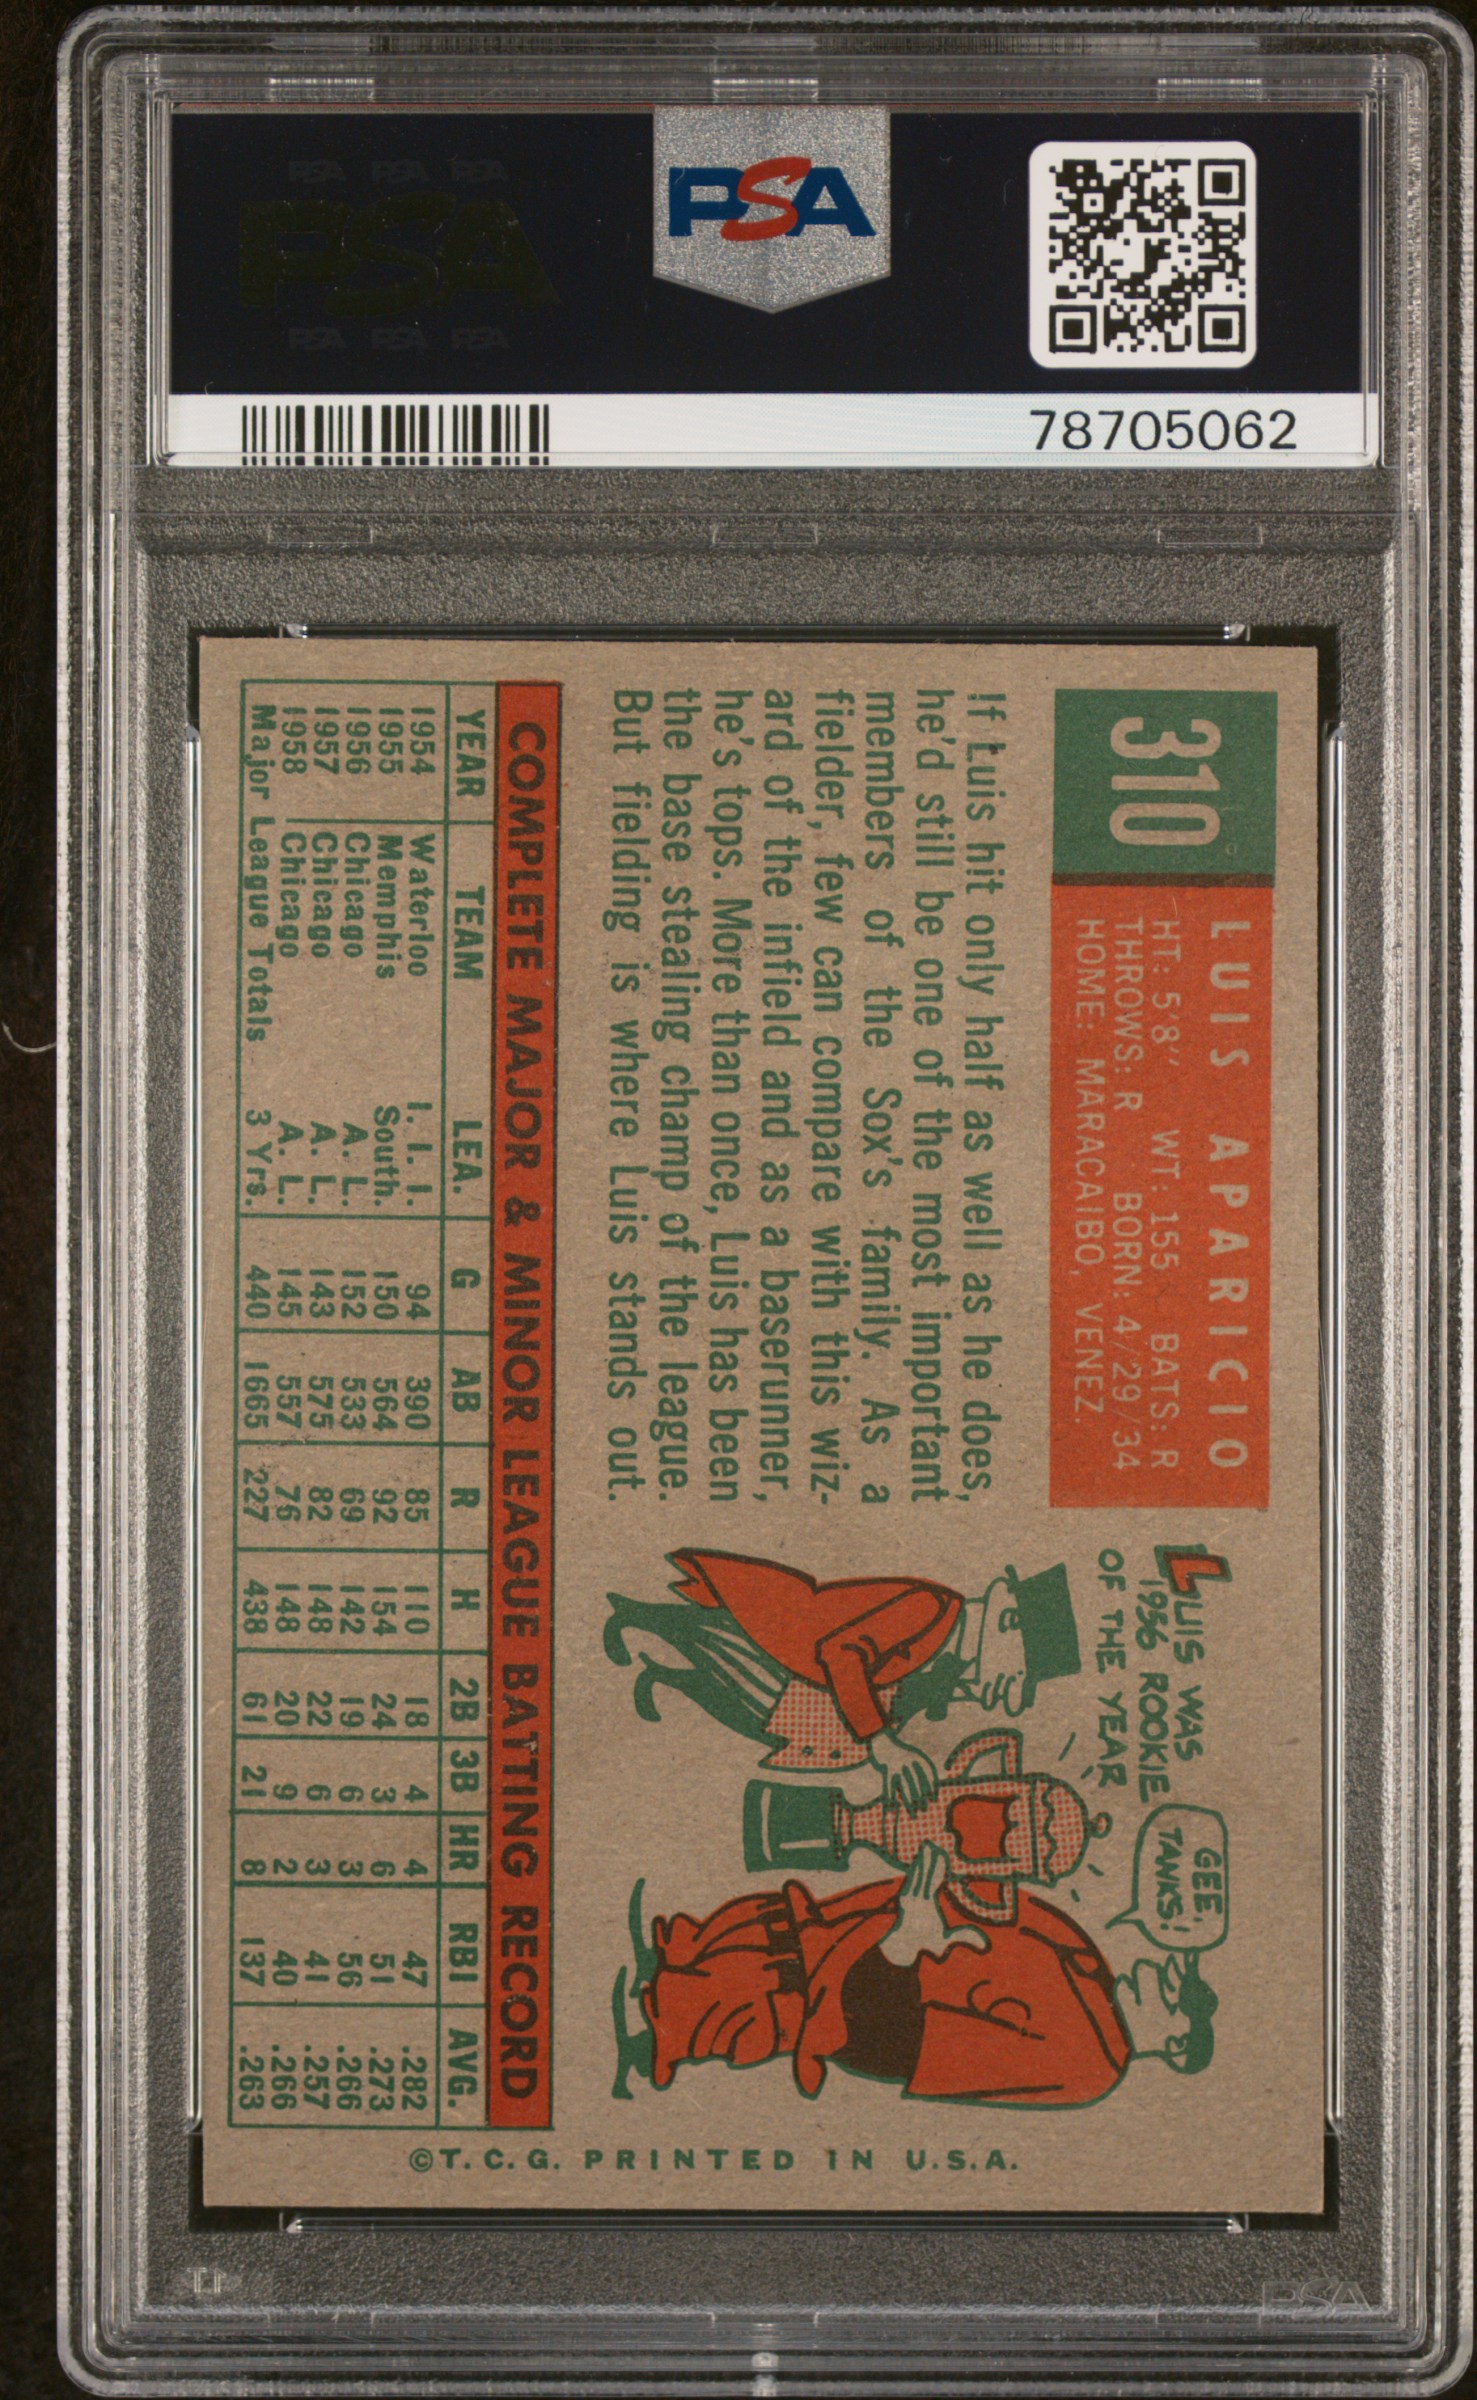 PSA PSA PSA
PSA
PSA PSA PSA
PSA
78705062
310
LUIS APARICIO
HT: 5'8" WT: 155 BATS: R
THROWS: R BORN: 4/29/34
HOME: MARACAIBO, VENEZ.
If Luis hit only half as well as he does,
he'd still be one of the most important
members of the Sox's family. As a
fielder, few can compare with this wiz-
ard of the infield and as a baserunner,
he's tops. More than once, Luis has been
the base stealing champ of the league.
But fielding is where Luis stands out.
LUIS WAS
1956 ROOKIE
OF THE YEAR
GEE,
TANKS!
COMPLETE MAJOR & MINOR LEAGUE BATTING RECORD
YEAR TEAM LEA. G AB R H 2B 3B HR RBI AVG.
1954 Waterloo I. I. I. 94 390 85 110 18 4 4 47 .282
1955 Memphis South. 150 564 92 154 24 3 6 51 .273
1956 Chicago A. L. 152 533 69 142 19 6 3 56 .266
1957 Chicago A. L. 143 575 82 148 22 6 3 41 .257
1958 Chicago A. L. 145 557 76 148 20 9 2 40 .266
Major League Totals 3 Yrs. 440 1665 227 438 61 21 8 137 .263
©T. C. G. PRINTED IN U.S.A.
PSA